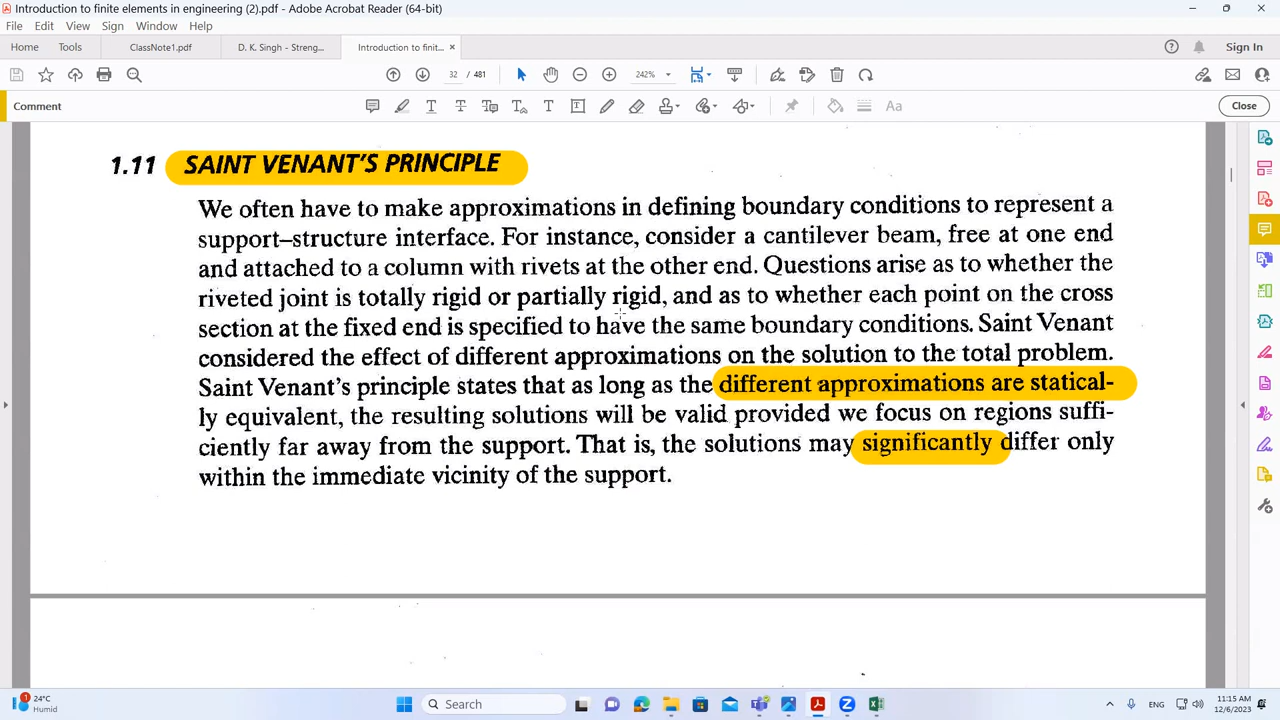 Introduction to finite elements in engineering (2).pdf - Adobe Acrobat Reader (64-bit)
File Edit View Sign Window Help
Home Tools ClassNote1.pdf D. K. Singh - Streng... Introduction to finit... Sign In
32 / 481 242%
Comment Aa Close
1.11 SAINT VENANT'S PRINCIPLE
We often have to make approximations in defining boundary conditions to represent a
support–structure interface. For instance, consider a cantilever beam, free at one end
and attached to a column with rivets at the other end. Questions arise as to whether the
riveted joint is totally rigid or partially rigid, and as to whether each point on the cross
section at the fixed end is specified to have the same boundary conditions. Saint Venant
considered the effect of different approximations on the solution to the total problem.
Saint Venant's principle states that as long as the different approximations are statical-
ly equivalent, the resulting solutions will be valid provided we focus on regions suffi-
ciently far away from the support. That is, the solutions may significantly differ only
within the immediate vicinity of the support.
24°C
Humid
Search
ENG
11:15 AM
12/6/2023